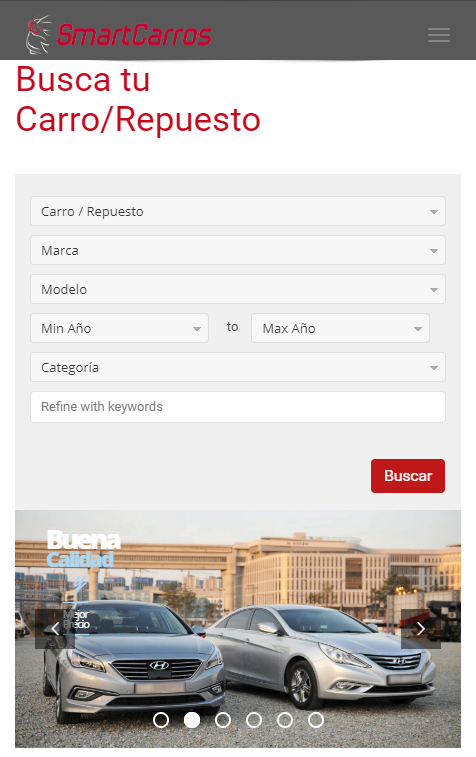 SmartCarros
Busca tu
Carro/Repuesto
Carro / Repuesto
Marca
Modelo
Min Año to Max Año
Categoría
Refine with keywords
Buscar
Buena
Calidad
y
Mejor
Precio